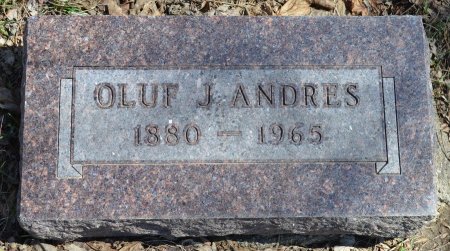 OLUF J. ANDRES
1880 — 1965